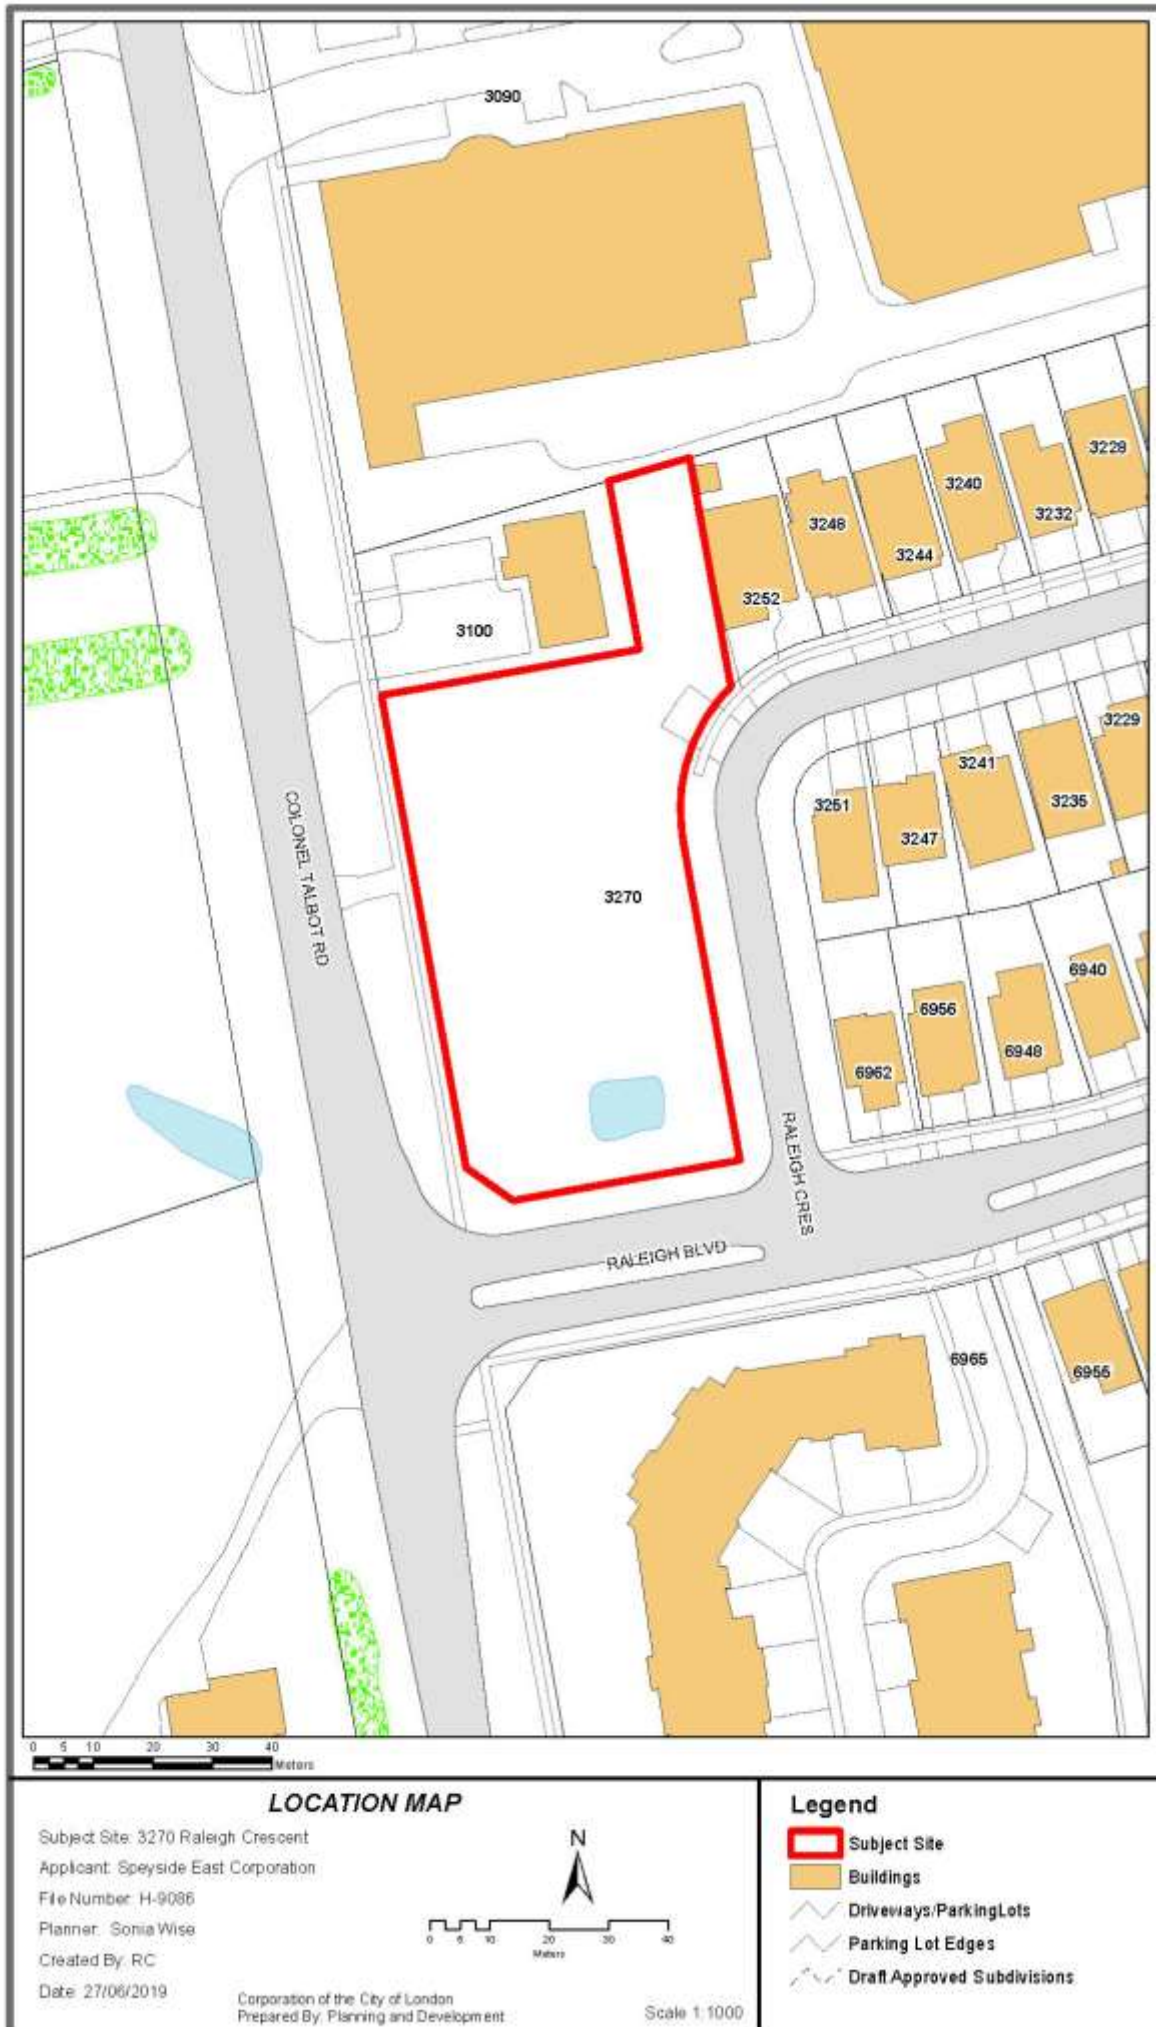 3090
3228
3240
3232
3248
3244
3252
3100
3229
3241
3251
3235
3247
COLONEL TALBOT RD
3270
6940
6956
6948
6962
RALEIGH CRES
RALEIGH BLVD
6965
6955
0 5 10 20 30 40
Meters
LOCATION MAP
Subject Site: 3270 Raleigh Crescent
Applicant: Speyside East Corporation
File Number: H-9086
Planner: Sonia Wise
Created By: RC
Date: 27/06/2019
Corporation of the City of London
Prepared By: Planning and Development
N
0 5 10 20 30 40
Meters
Scale 1:1000
Legend
Subject Site
Buildings
Driveways/ParkingLots
Parking Lot Edges
Draft Approved Subdivisions